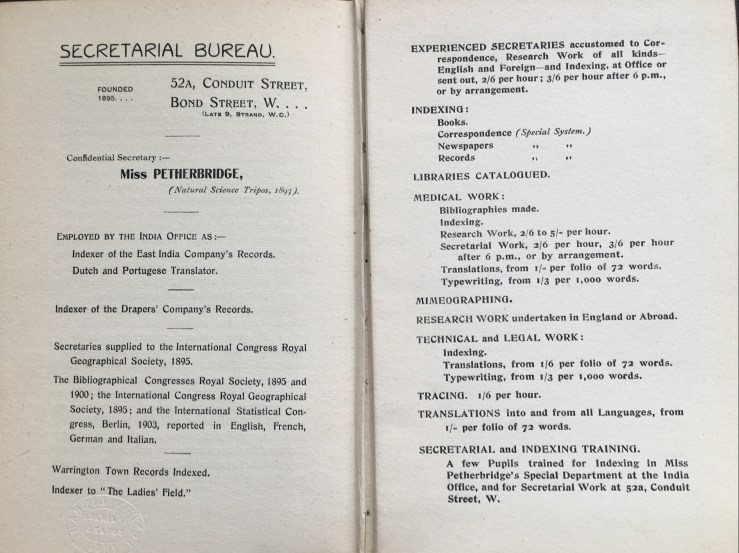 SECRETARIAL BUREAU.
FOUNDED
1895. . . .
52A, CONDUIT STREET,
BOND STREET, W. . . .
(LATE 9, STRAND, W.C.)
Confidential Secretary :—
Miss PETHERBRIDGE,
(Natural Science Tripos, 1893).
EMPLOYED BY THE INDIA OFFICE AS :—
Indexer of the East India Company's Records.
Dutch and Portugese Translator.
Indexer of the Drapers' Company's Records.
Secretaries supplied to the International Congress Royal
Geographical Society, 1895.
The Bibliographical Congresses Royal Society, 1895 and
1900; the International Congress Royal Geographical
Society, 1895; and the International Statistical Con-
gress, Berlin, 1903, reported in English, French,
German and Italian.
Warrington Town Records Indexed.
Indexer to "The Ladies' Field."
EXPERIENCED SECRETARIES accustomed to Cor-
respondence, Research Work of all kinds—
English and Foreign—and Indexing, at Office or
sent out, 2/6 per hour; 3/6 per hour after 6 p.m.,
or by arrangement.
INDEXING :
Books.
Correspondence (Special System.)
Newspapers " "
Records " "
LIBRARIES CATALOGUED.
MEDICAL WORK :
Bibliographies made.
Indexing.
Research Work, 2/6 to 5/- per hour.
Secretarial Work, 2/6 per hour, 3/6 per hour
after 6 p.m., or by arrangement.
Translations, from 1/- per folio of 72 words.
Typewriting, from 1/3 per 1,000 words.
MIMEOGRAPHING.
RESEARCH WORK undertaken in England or Abroad.
TECHNICAL and LEGAL WORK :
Indexing.
Translations, from 1/6 per folio of 72 words.
Typewriting, from 1/3 per 1,000 words.
TRACING. 1/6 per hour.
TRANSLATIONS into and from all Languages, from
1/- per folio of 72 words.
SECRETARIAL and INDEXING TRAINING.
A few Pupils trained for Indexing in Miss
Petherbridge's Special Department at the India
Office, and for Secretarial Work at 52a, Conduit
Street, W.